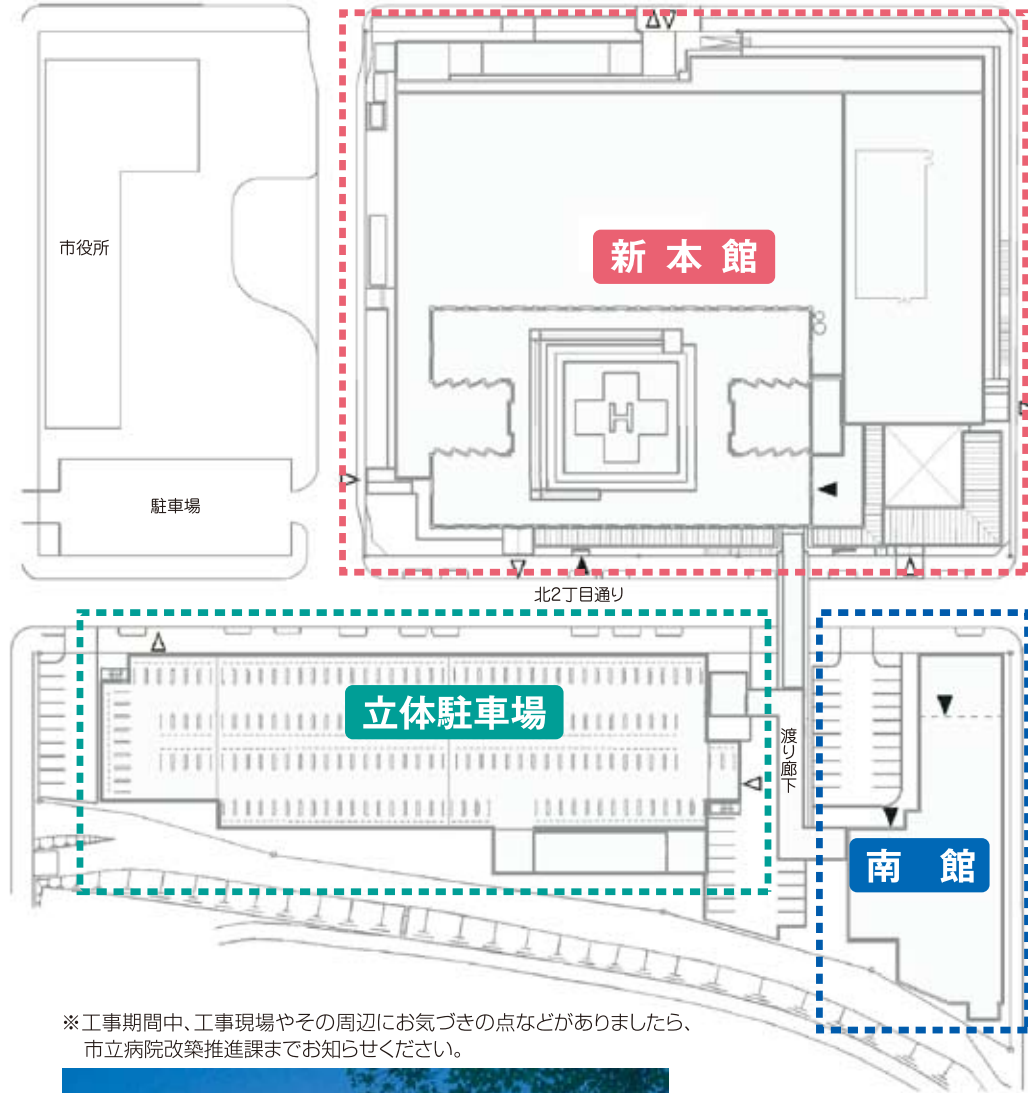 新本館
市役所
H
駐車場
北2丁目通り
立体駐車場
渡り廊下
南館
※工事期間中、工事現場やその周辺にお気づきの点などがありましたら、
市立病院改築推進課までお知らせください。